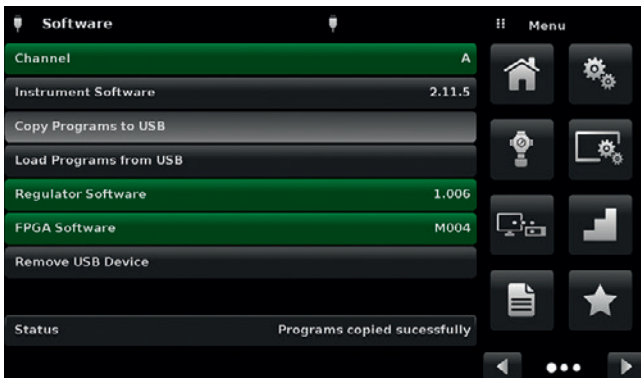 Software
Menu
Channel A
Instrument Software 2.11.5
Copy Programs to USB
Load Programs from USB
Regulator Software 1.006
FPGA Software M004
Remove USB Device
Status Programs copied sucessfully